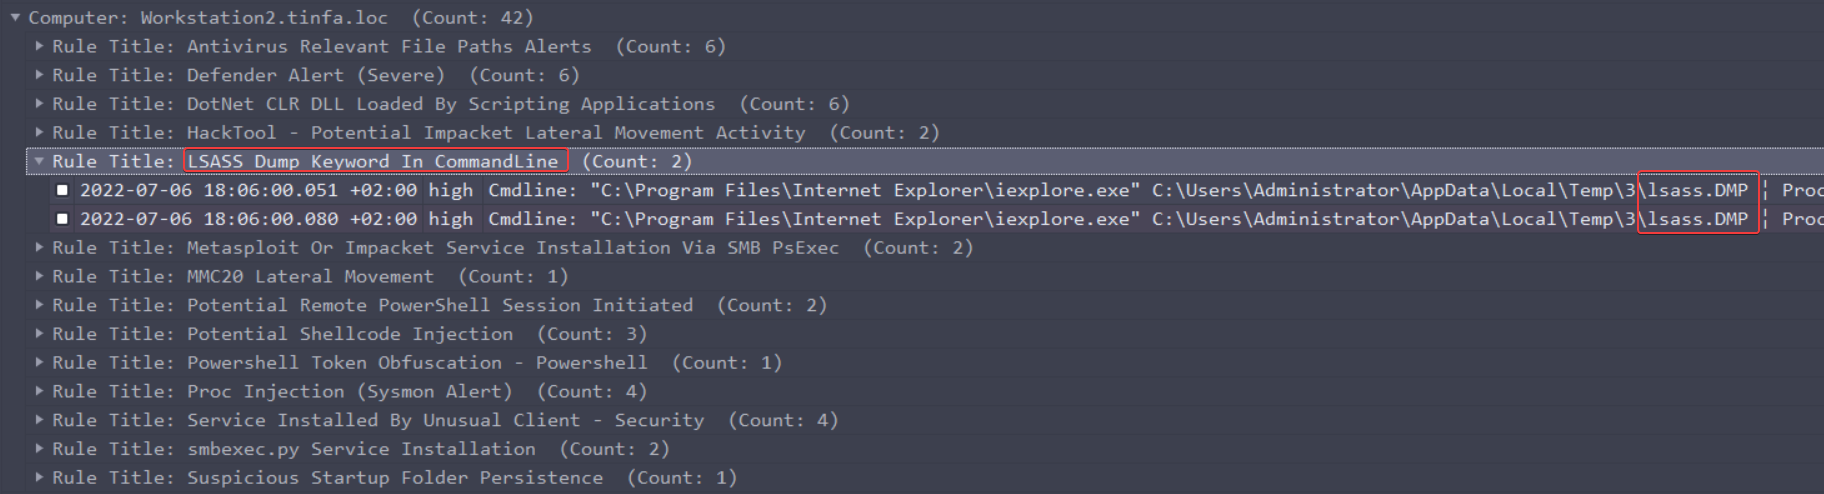 Computer: Workstation2.tinfa.loc (Count: 42)
Rule Title: Antivirus Relevant File Paths Alerts (Count: 6)
Rule Title: Defender Alert (Severe) (Count: 6)
Rule Title: DotNet CLR DLL Loaded By Scripting Applications (Count: 6)
Rule Title: HackTool - Potential Impacket Lateral Movement Activity (Count: 2)
Rule Title: LSASS Dump Keyword In CommandLine (Count: 2)
2022-07-06 18:06:00.051 +02:00 high Cmdline: "C:\Program Files\Internet Explorer\iexplore.exe" C:\Users\Administrator\AppData\Local\Temp\3\lsass.DMP ¦ Proc
2022-07-06 18:06:00.080 +02:00 high Cmdline: "C:\Program Files\Internet Explorer\iexplore.exe" C:\Users\Administrator\AppData\Local\Temp\3\lsass.DMP ¦ Proc
Rule Title: Metasploit Or Impacket Service Installation Via SMB PsExec (Count: 2)
Rule Title: MMC20 Lateral Movement (Count: 1)
Rule Title: Potential Remote PowerShell Session Initiated (Count: 2)
Rule Title: Potential Shellcode Injection (Count: 3)
Rule Title: Powershell Token Obfuscation - Powershell (Count: 1)
Rule Title: Proc Injection (Sysmon Alert) (Count: 4)
Rule Title: Service Installed By Unusual Client - Security (Count: 4)
Rule Title: smbexec.py Service Installation (Count: 2)
Rule Title: Suspicious Startup Folder Persistence (Count: 1)